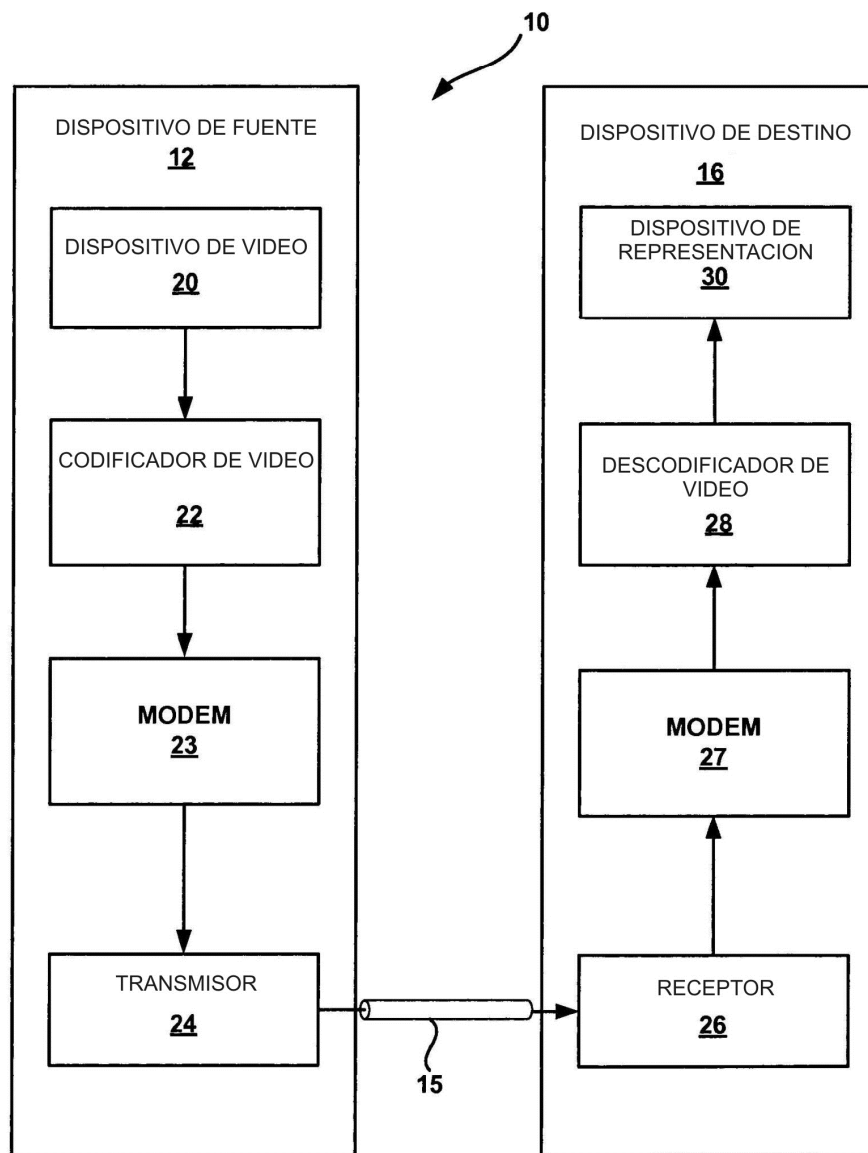 10
DISPOSITIVO DE FUENTE
12
DISPOSITIVO DE VIDEO
20
CODIFICADOR DE VIDEO
22
MODEM
23
TRANSMISOR
24
15
DISPOSITIVO DE DESTINO
16
DISPOSITIVO DE
REPRESENTACION
30
DESCODIFICADOR DE
VIDEO
28
MODEM
27
RECEPTOR
26